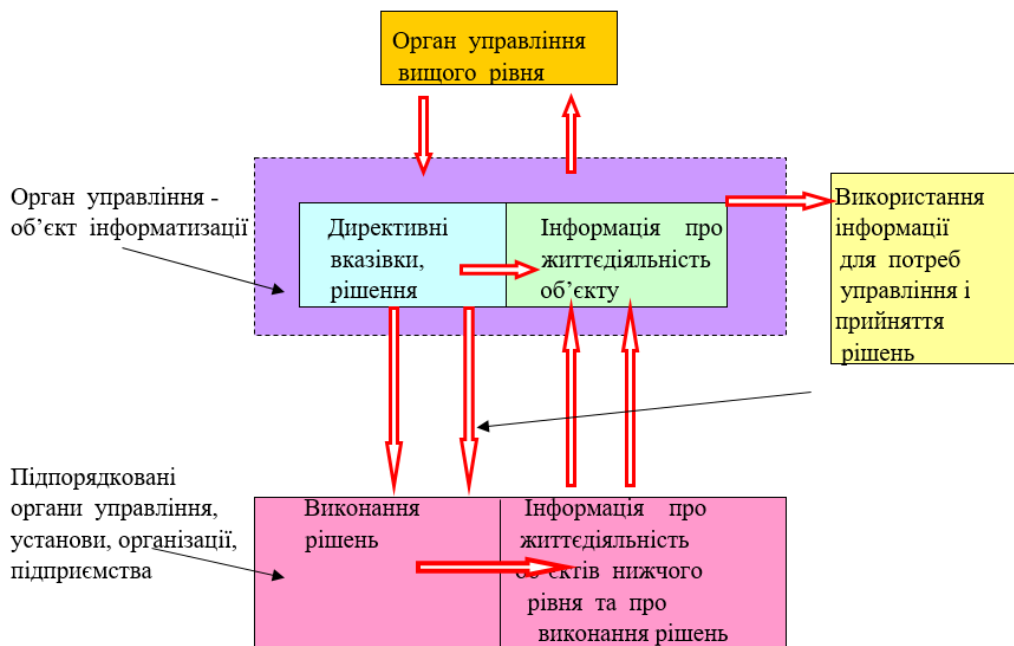 Орган управління
вищого рівня
Орган управління -
об’єкт інформатизації
Директивні
вказівки,
рішення
Інформація про
життєдіяльність
об’єкту
Використання
інформації
для потреб
управління і
прийняття
рішень
Підпорядковані
органи управління,
установи, організації,
підприємства
Виконання
рішень
Інформація про
життєдіяльність
об’єктів нижчого
рівня та про
виконання рішень